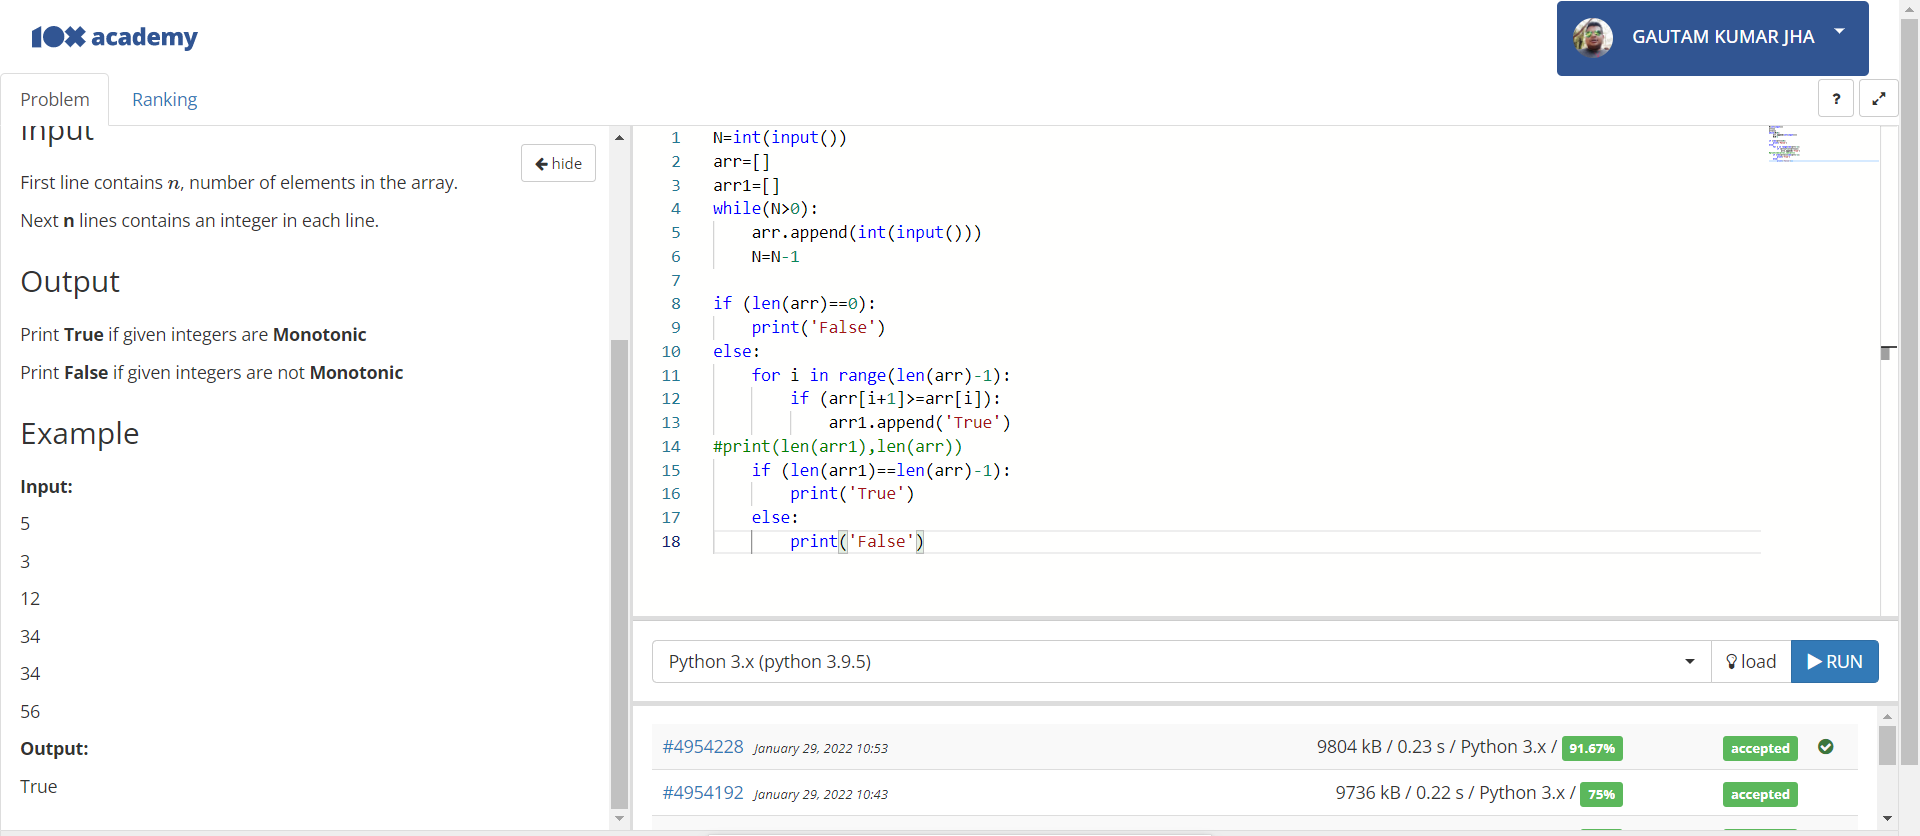 10X academy
GAUTAM KUMAR JHA
Problem
Ranking
?
Input
hide
First line contains n, number of elements in the array.
Next n lines contains an integer in each line.
Output
Print True if given integers are Monotonic
Print False if given integers are not Monotonic
Example
Input:
5
3
12
34
34
56
Output:
True
1 N=int(input())
2 arr=[]
3 arr1=[]
4 while(N>0):
5     arr.append(int(input()))
6     N=N-1
7
8 if (len(arr)==0):
9     print('False')
10 else:
11     for i in range(len(arr)-1):
12         if (arr[i+1]>=arr[i]):
13             arr1.append('True')
14 #print(len(arr1),len(arr))
15     if (len(arr1)==len(arr)-1):
16         print('True')
17     else:
18         print('False')
Python 3.x (python 3.9.5)
load
RUN
#4954228 January 29, 2022 10:53 9804 kB / 0.23 s / Python 3.x / 91.67% accepted
#4954192 January 29, 2022 10:43 9736 kB / 0.22 s / Python 3.x / 75% accepted